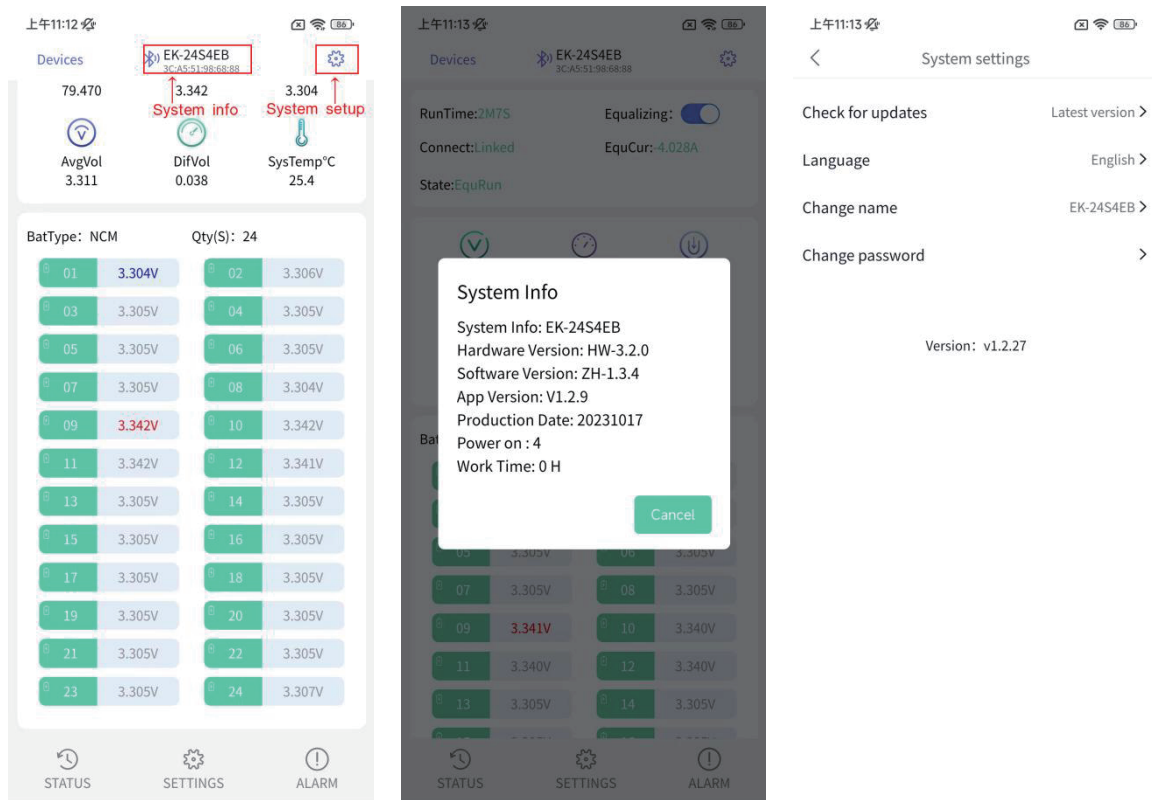 上午11:12
86
Devices
EK-24S4EB
3C:A5:51:98:68:88
79.470
3.342
3.304
System info
System setup
AvgVol
DifVol
SysTemp°C
3.311
0.038
25.4
BatType: NCM
Qty(S): 24
01 3.304V 02 3.306V
03 3.305V 04 3.305V
05 3.305V 06 3.305V
07 3.305V 08 3.304V
09 3.342V 10 3.342V
11 3.342V 12 3.341V
13 3.305V 14 3.305V
15 3.305V 16 3.305V
17 3.305V 18 3.305V
19 3.305V 20 3.305V
21 3.305V 22 3.305V
23 3.305V 24 3.307V
STATUS
SETTINGS
ALARM
上午11:13
86
Devices
EK-24S4EB
3C:A5:51:98:68:88
RunTime:2M7S
Equalizing:
Connect:Linked
EquCur:-4.028A
State:EquRun
System Info
System Info: EK-24S4EB
Hardware Version: HW-3.2.0
Software Version: ZH-1.3.4
App Version: V1.2.9
Production Date: 20231017
Power on : 4
Work Time: 0 H
Cancel
Bat
05 3.305V 06 3.305V
07 3.305V 08 3.305V
09 3.341V 10 3.340V
11 3.340V 12 3.340V
13 3.305V 14 3.305V
STATUS
SETTINGS
ALARM
上午11:13
86
System settings
Check for updates
Latest version
Language
English
Change name
EK-24S4EB
Change password
Version: v1.2.27